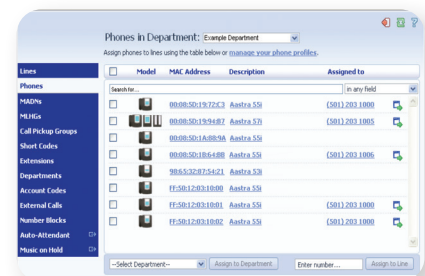 Phones in Department: Example Department
Assign phones to lines using the table below or manage your phone profiles.
Lines
Phones
MADNs
MLHGs
Call Pickup Groups
Short Codes
Extensions
Departments
Account Codes
External Calls
Number Blocks
Auto-Attendant
Music on Hold
Model MAC Address Description Assigned to
Search for... in any field
00:08:5D:19:72:C3 Aastra 55i (501) 203 1000
00:08:5D:19:94:87 Aastra 57i (501) 203 1005
00:08:5D:1A:88:9A Aastra 55i
00:08:5D:1B:64:8B Aastra 55i (501) 203 1006
98:65:32:87:54:21 Aastra 53i
FF:50:12:03:10:00 Aastra 55i
FF:50:12:03:10:01 Aastra 55i (501) 203 1000
FF:50:12:03:10:02 Aastra 55i (501) 203 1000
--Select Department-- Assign to Department Enter number... Assign to Line